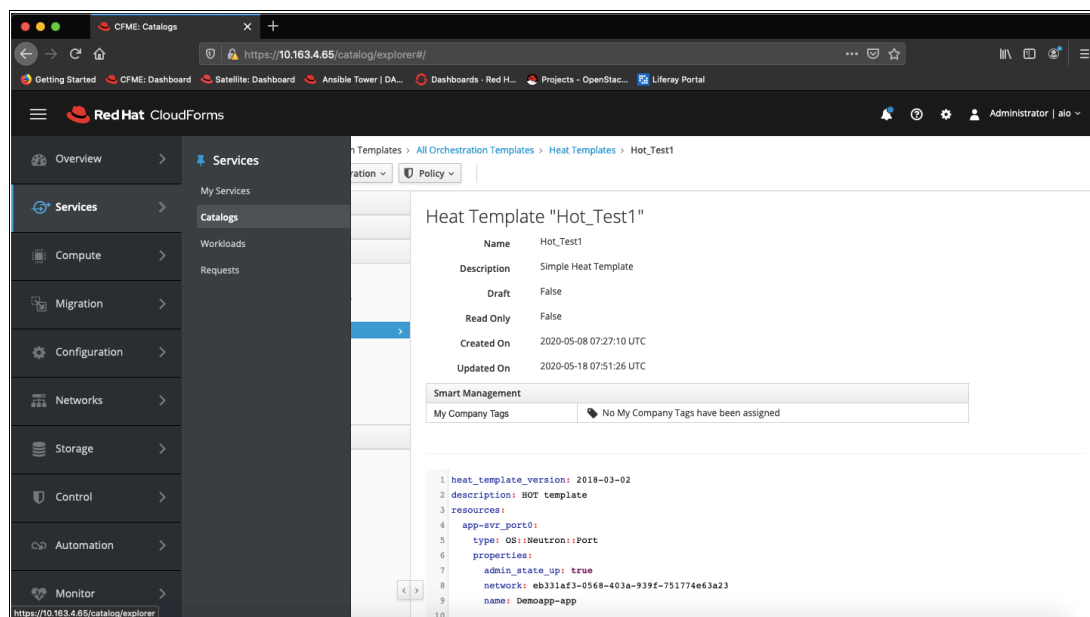 CFME: Catalogs
https://10.163.4.65/catalog/explorer#/
Getting Started CFME: Dashboard Satellite: Dashboard Ansible Tower | DA... Dashboards - Red H... Projects - OpenStac... Liferay Portal
Red Hat CloudForms
Administrator | aio
Overview
Services
Compute
Migration
Configuration
Networks
Storage
Control
Automation
Monitor
Services
My Services
Catalogs
Workloads
Requests
n Templates > All Orchestration Templates > Heat Templates > Hot_Test1
ration Policy
Heat Template "Hot_Test1"
Name Hot_Test1
Description Simple Heat Template
Draft False
Read Only False
Created On 2020-05-08 07:27:10 UTC
Updated On 2020-05-18 07:51:26 UTC
Smart Management
My Company Tags No My Company Tags have been assigned
1 heat_template_version: 2018-03-02
2 description: HOT template
3 resources:
4 app-svr_port0:
5 type: OS::Neutron::Port
6 properties:
7 admin_state_up: true
8 network: eb331af3-0568-403a-939f-751774e63a23
9 name: Demoapp-app
10
https://10.163.4.65/catalog/explorer